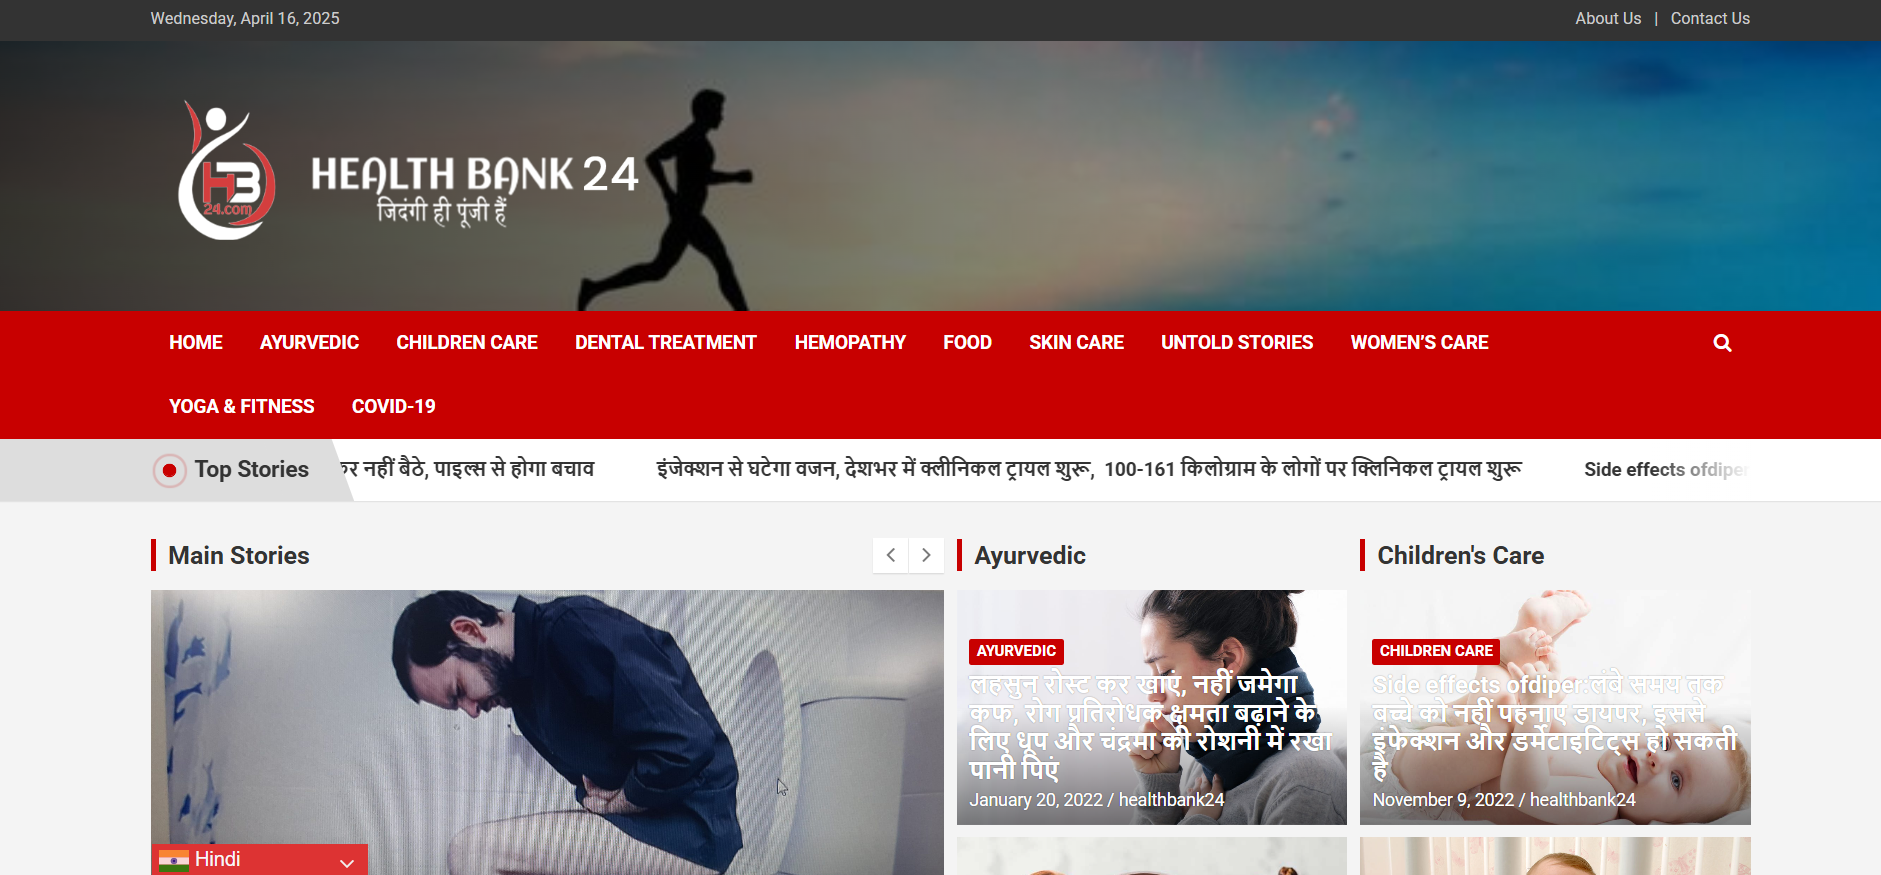 Wednesday, April 16, 2025
About Us | Contact Us
HB
24.com
HEALTH BANK 24
जिदंगी ही पूंजी हैं
HOME AYURVEDIC CHILDREN CARE DENTAL TREATMENT HEMOPATHY FOOD SKIN CARE UNTOLD STORIES WOMEN'S CARE
YOGA & FITNESS COVID-19
Top Stories
नहीं बैठे, पाइल्स से होगा बचाव
इंजेक्शन से घटेगा वजन, देशभर में क्लीनिकल ट्रायल शुरू, 100-161 किलोग्राम के लोगों पर क्लिनिकल ट्रायल शुरू
Side effects ofdiper
Main Stories
Ayurvedic
Children's Care
AYURVEDIC
लहसुन रोस्ट कर खाएं, नहीं जमेगा
कफ, रोग प्रतिरोधक क्षमता बढ़ाने के
लिए धूप और चंद्रमा की रोशनी में रखा
पानी पिएं
January 20, 2022 / healthbank24
CHILDREN CARE
Side effects ofdiper:लंबे समय तक
बच्चे को नहीं पहनाएं डायपर, इससे
इंफेक्शन और डर्मेटाइटिट्स हो सकती
है
November 9, 2022 / healthbank24
Hindi